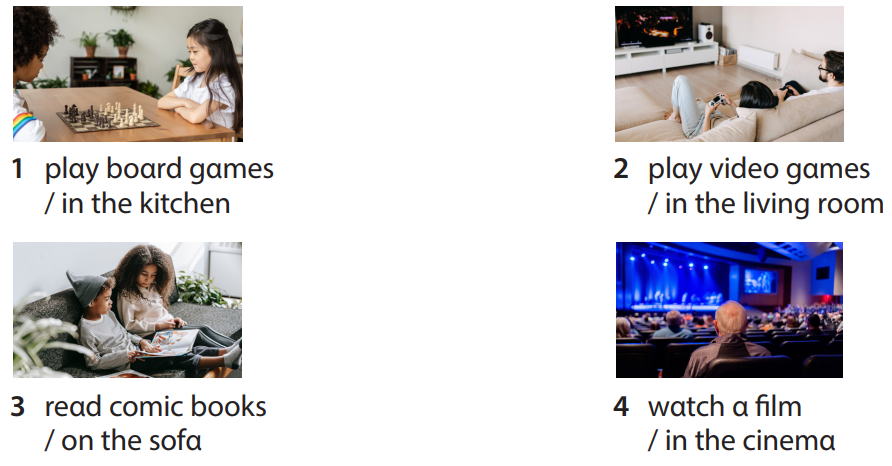 1 play board games
/ in the kitchen
2 play video games
/ in the living room
3 read comic books
/ on the sofa
4 watch a film
/ in the cinema